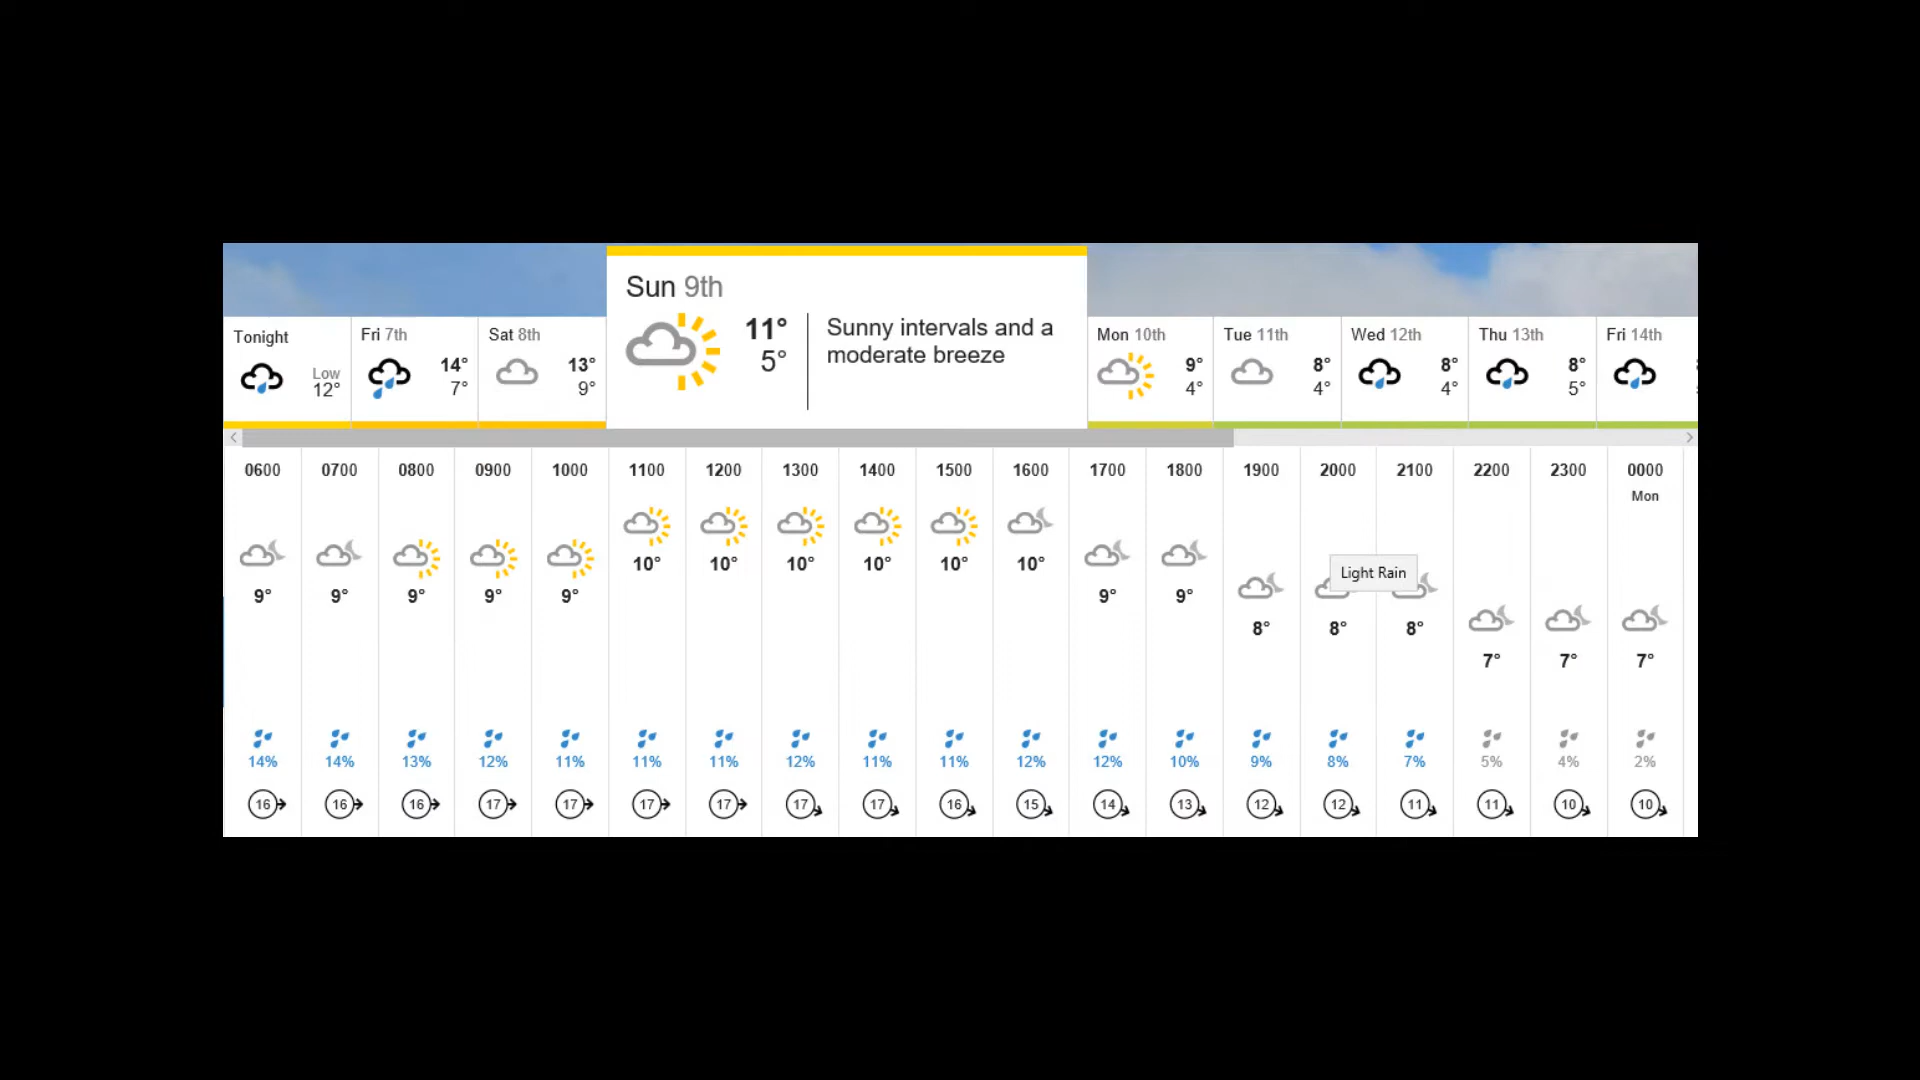 Sun 9th
11°
5°
Sunny intervals and a
moderate breeze
Tonight
Low
12°
Fri 7th
14°
7°
Sat 8th
13°
9°
Mon 10th
9°
4°
Tue 11th
8°
4°
Wed 12th
8°
4°
Thu 13th
8°
5°
Fri 14th
0600 0700 0800 0900 1000 1100 1200 1300 1400 1500 1600 1700 1800 1900 2000 2100 2200 2300 0000
Mon
Light Rain
10° 10° 10° 10° 10° 10°
9° 9° 9° 9° 9° 9° 9°
8° 8° 8°
7° 7° 7°
14% 14% 13% 12% 11% 11% 11% 12% 11% 11% 12% 12% 10% 9% 8% 7% 5% 4% 2%
16 16 16 17 17 17 17 17 17 16 15 14 13 12 12 11 11 10 10